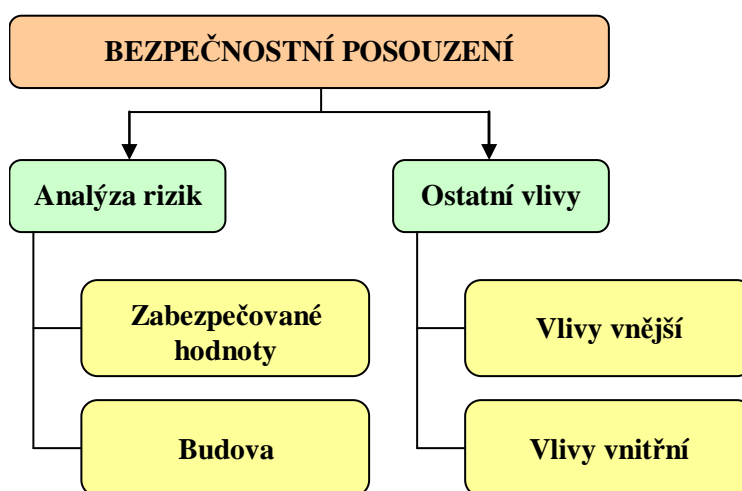 BEZPEČNOSTNÍ POSOUZENÍ
Analýza rizik
Ostatní vlivy
Zabezpečované
hodnoty
Vlivy vnější
Budova
Vlivy vnitřní